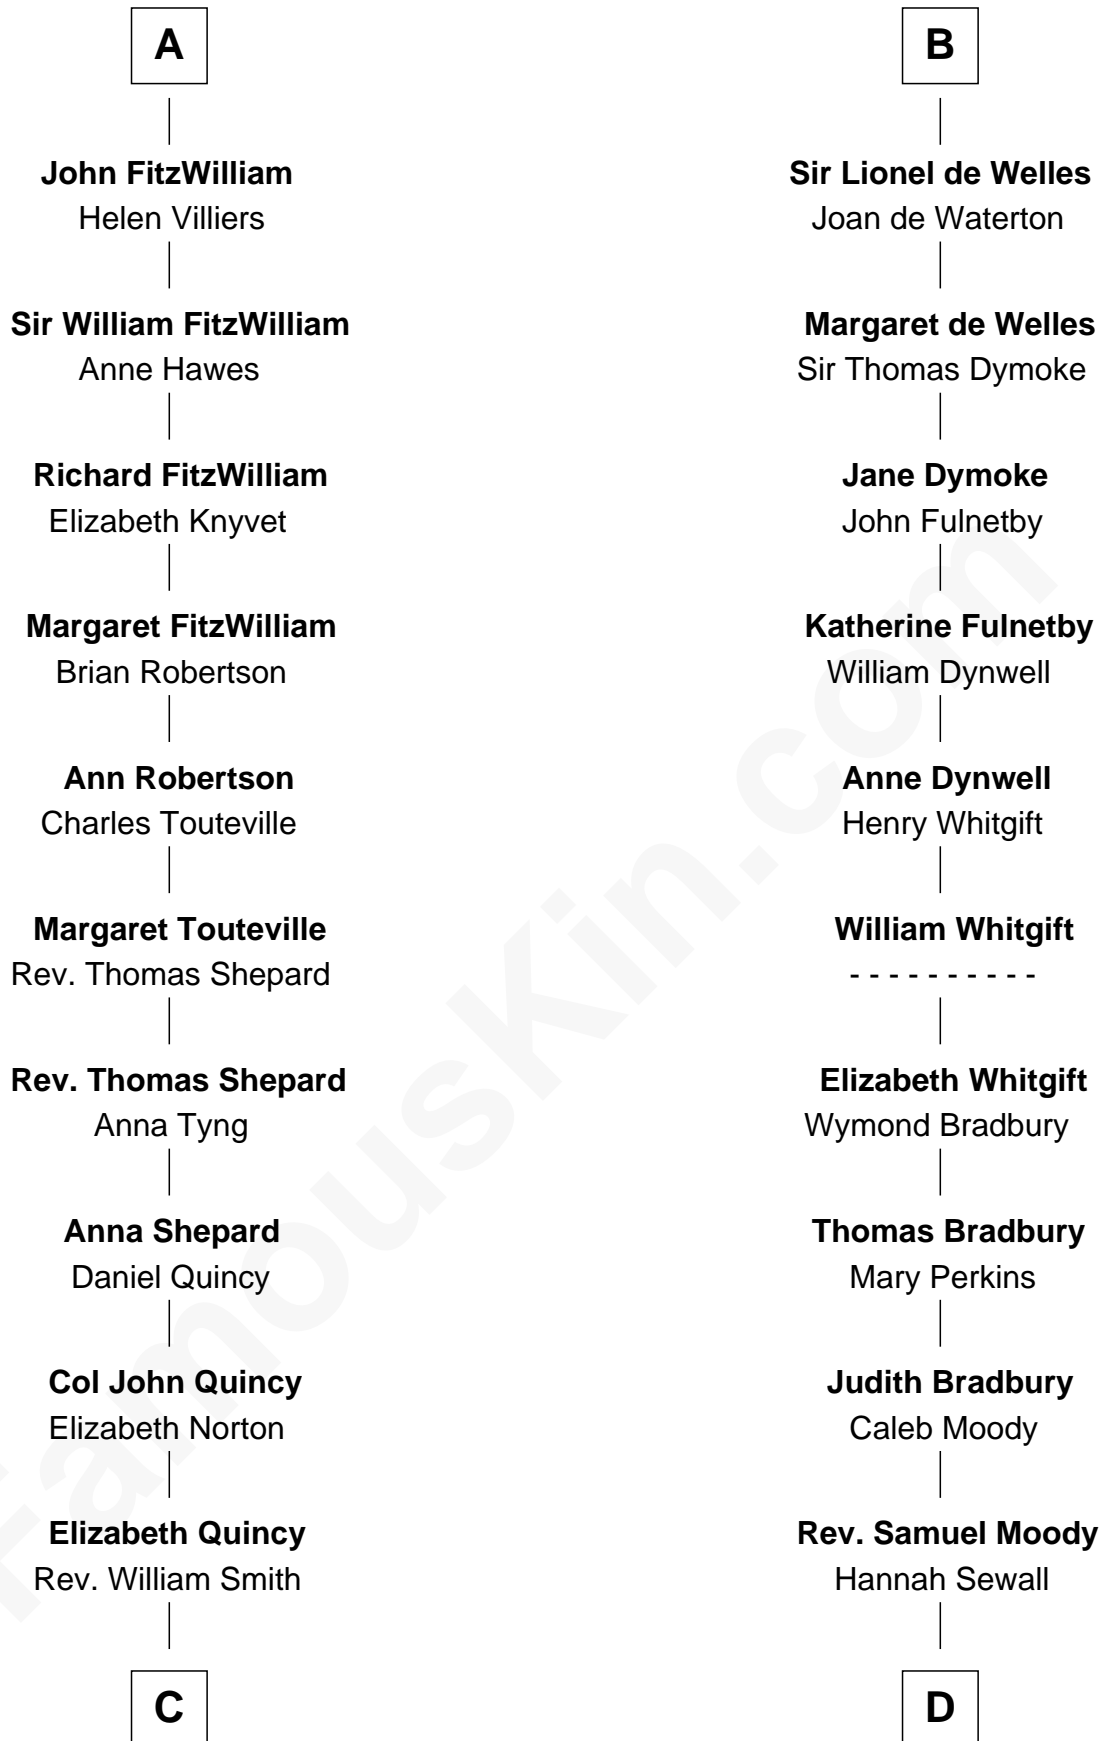 A
John FitzWilliam
Helen Villiers
Sir William FitzWilliam
Anne Hawes
Richard FitzWilliam
Elizabeth Knyvet
Margaret FitzWilliam
Brian Robertson
Ann Robertson
Charles Touteville
Margaret Touteville
Rev. Thomas Shepard
Rev. Thomas Shepard
Anna Tyng
Anna Shepard
Daniel Quincy
Col John Quincy
Elizabeth Norton
Elizabeth Quincy
Rev. William Smith
C
B
Sir Lionel de Welles
Joan de Waterton
Margaret de Welles
Sir Thomas Dymoke
Jane Dymoke
John Fulnetby
Katherine Fulnetby
William Dynwell
Anne Dynwell
Henry Whitgift
William Whitgift
- - - - - - - - - -
Elizabeth Whitgift
Wymond Bradbury
Thomas Bradbury
Mary Perkins
Judith Bradbury
Caleb Moody
Rev. Samuel Moody
Hannah Sewall
D
FamousKin.com